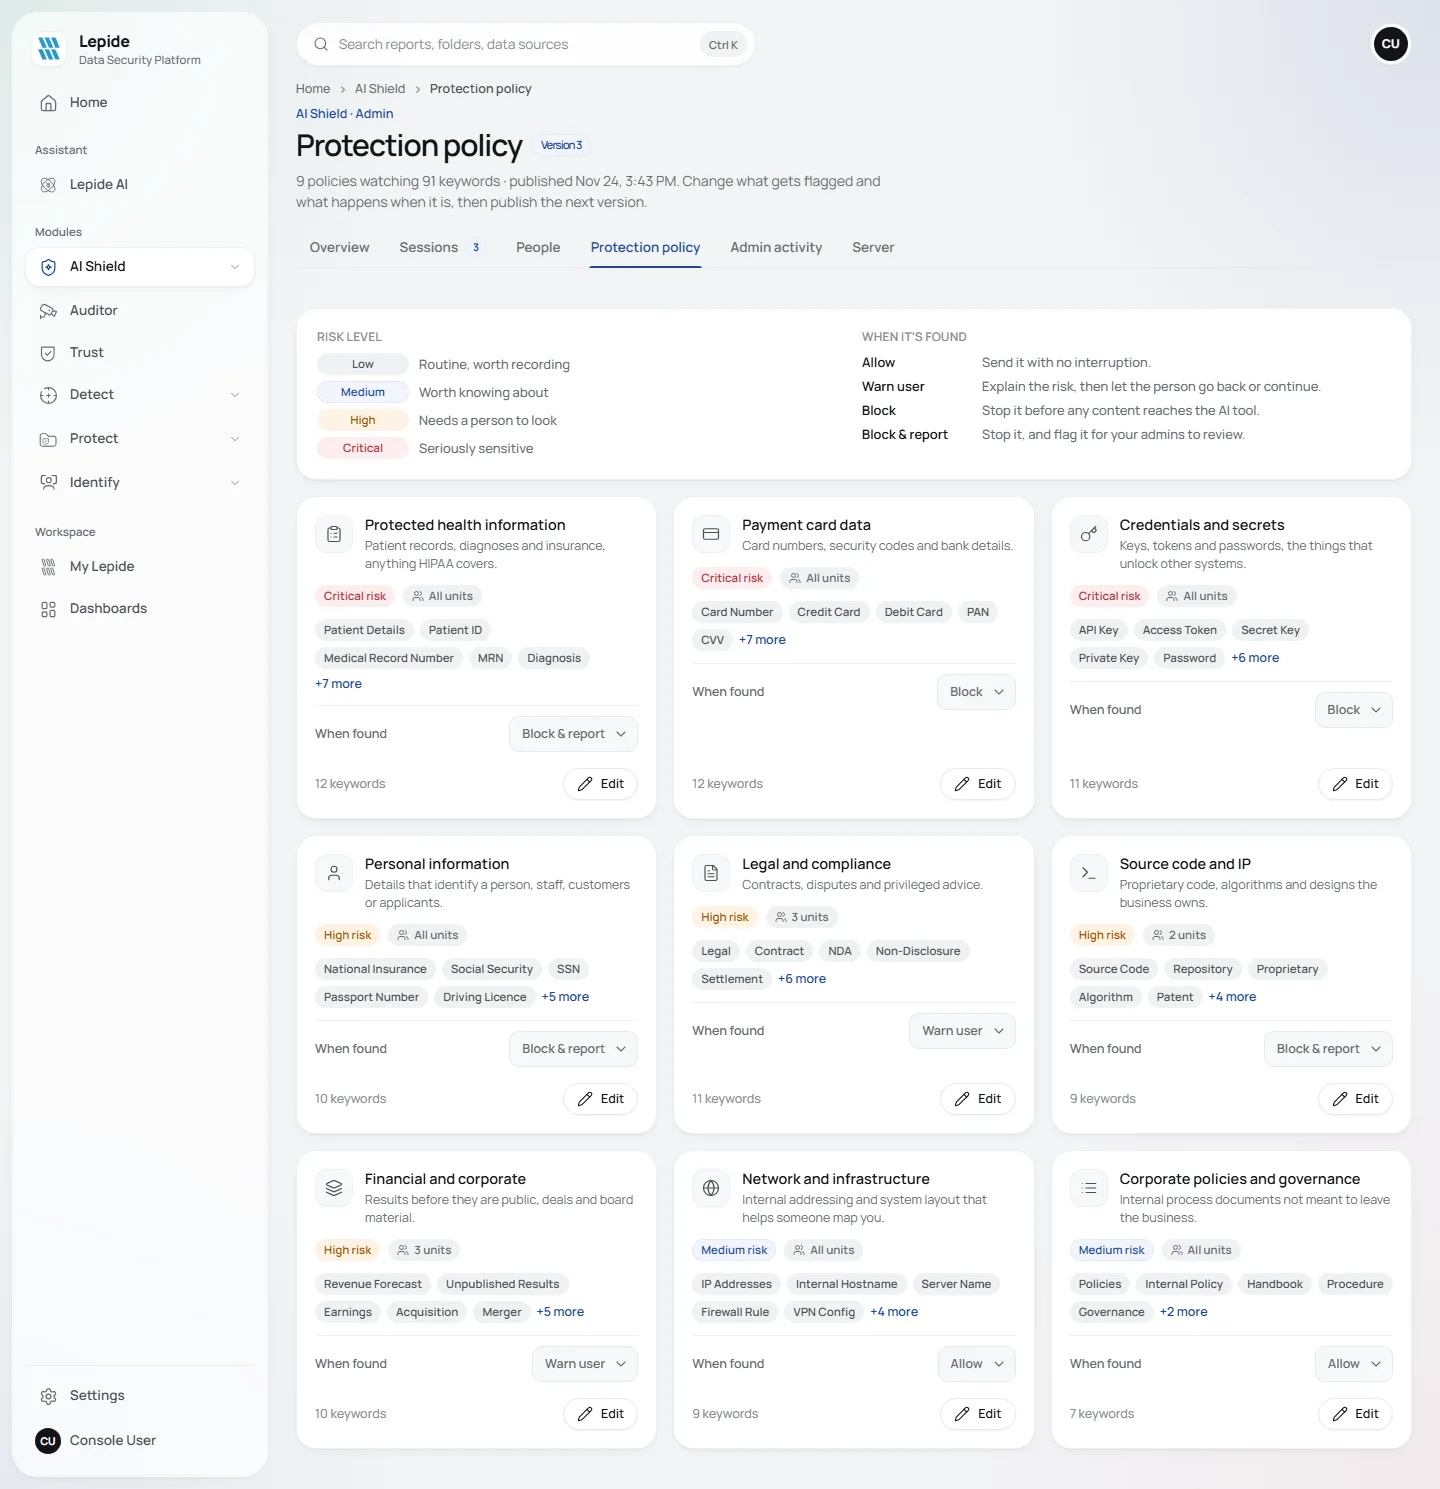 Lepide
Data Security Platform
Home
Assistant
Lepide AI
Modules
AI Shield
Auditor
Trust
Detect
Protect
Identify
Workspace
My Lepide
Dashboards
Settings
CU
Console User
Search reports, folders, data sources
Ctrl K
CU
Home > AI Shield > Protection policy
AI Shield · Admin
Protection policy
Version 3
9 policies watching 91 keywords · published Nov 24, 3:43 PM. Change what gets flagged and
what happens when it is, then publish the next version.
Overview
Sessions 3
People
Protection policy
Admin activity
Server
RISK LEVEL
Low Routine, worth recording
Medium Worth knowing about
High Needs a person to look
Critical Seriously sensitive
WHEN IT'S FOUND
Allow Send it with no interruption.
Warn user Explain the risk, then let the person go back or continue.
Block Stop it before any content reaches the AI tool.
Block & report Stop it, and flag it for your admins to review.
Protected health information
Patient records, diagnoses and insurance,
anything HIPAA covers.
Critical risk All units
Patient Details Patient ID
Medical Record Number MRN Diagnosis
+7 more
When found Block & report
12 keywords Edit
Payment card data
Card numbers, security codes and bank details.
Critical risk All units
Card Number Credit Card Debit Card PAN
CVV +7 more
When found Block
12 keywords Edit
Credentials and secrets
Keys, tokens and passwords, the things that
unlock other systems.
Critical risk All units
API Key Access Token Secret Key
Private Key Password +6 more
When found Block
11 keywords Edit
Personal information
Details that identify a person, staff, customers
or applicants.
High risk All units
National Insurance Social Security SSN
Passport Number Driving Licence +5 more
When found Block & report
10 keywords Edit
Legal and compliance
Contracts, disputes and privileged advice.
High risk 3 units
Legal Contract NDA Non-Disclosure
Settlement +6 more
When found Warn user
11 keywords Edit
Source code and IP
Proprietary code, algorithms and designs the
business owns.
High risk 2 units
Source Code Repository Proprietary
Algorithm Patent +4 more
When found Block & report
9 keywords Edit
Financial and corporate
Results before they are public, deals and board
material.
High risk 3 units
Revenue Forecast Unpublished Results
Earnings Acquisition Merger +5 more
When found Warn user
10 keywords Edit
Network and infrastructure
Internal addressing and system layout that
helps someone map you.
Medium risk All units
IP Addresses Internal Hostname Server Name
Firewall Rule VPN Config +4 more
When found Allow
9 keywords Edit
Corporate policies and governance
Internal process documents not meant to leave
the business.
Medium risk All units
Policies Internal Policy Handbook Procedure
Governance +2 more
When found Allow
7 keywords Edit